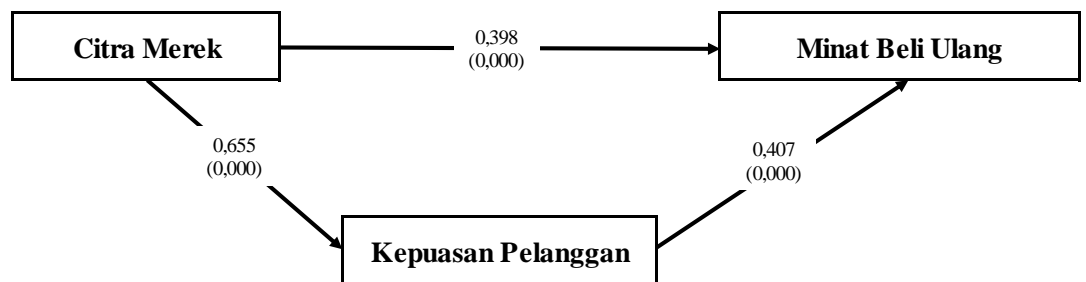 Citra Merek
0,398
(0,000)
Minat Beli Ulang
0,655
(0,000)
0,407
(0,000)
Kepuasan Pelanggan